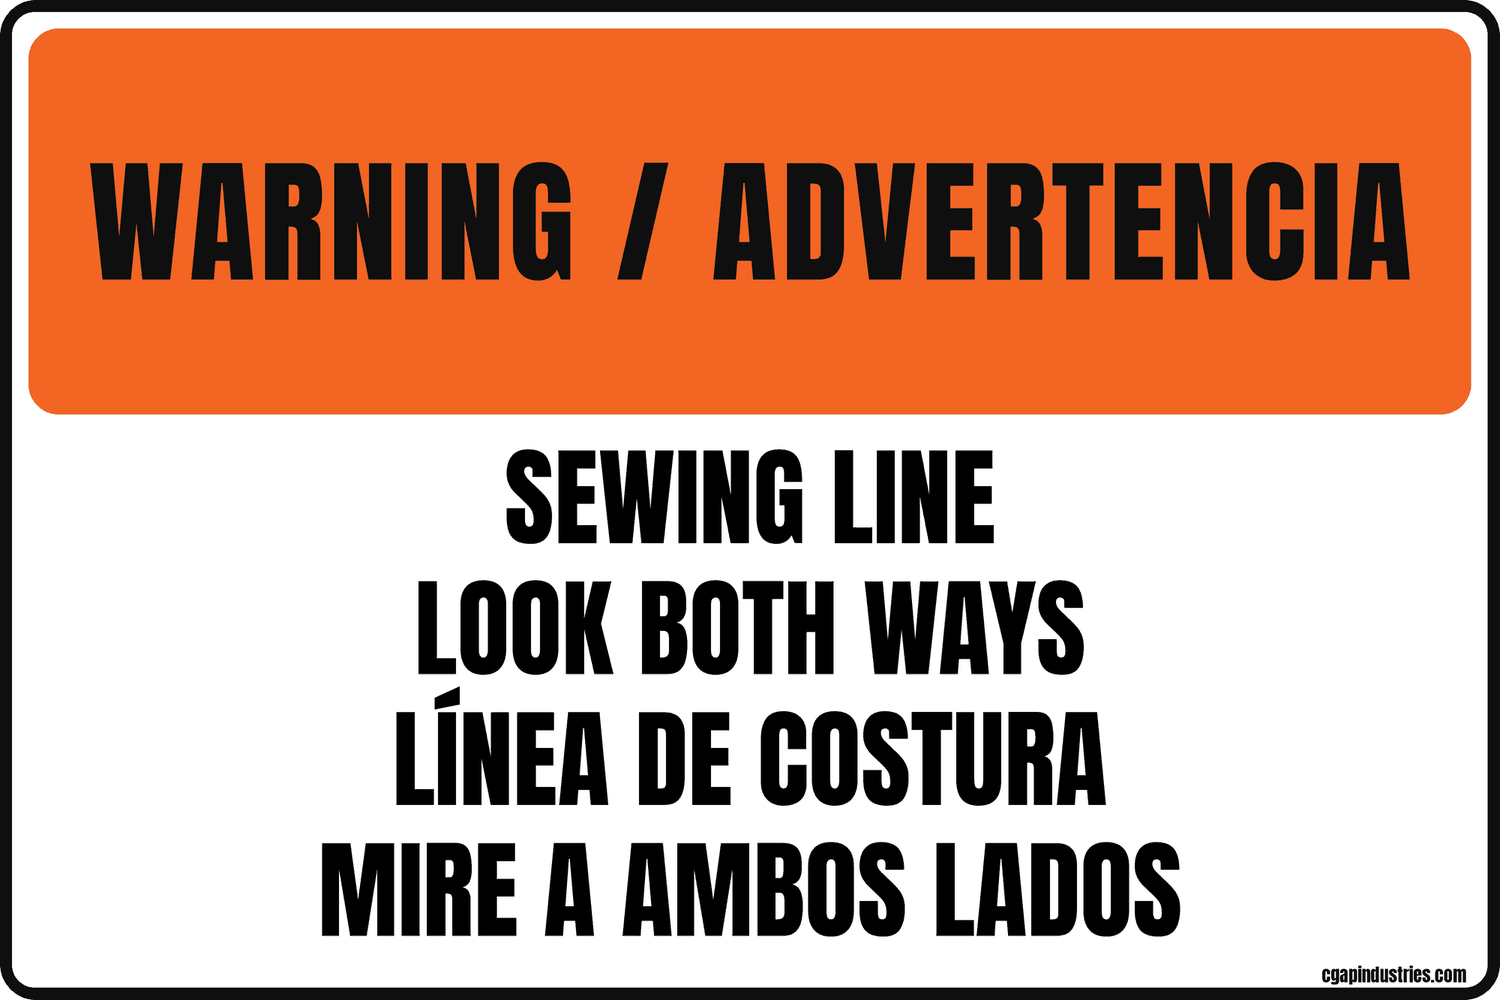 WARNING / ADVERTENCIA
SEWING LINE
LOOK BOTH WAYS
LÍNEA DE COSTURA
MIRE A AMBOS LADOS
cgapindustries.com